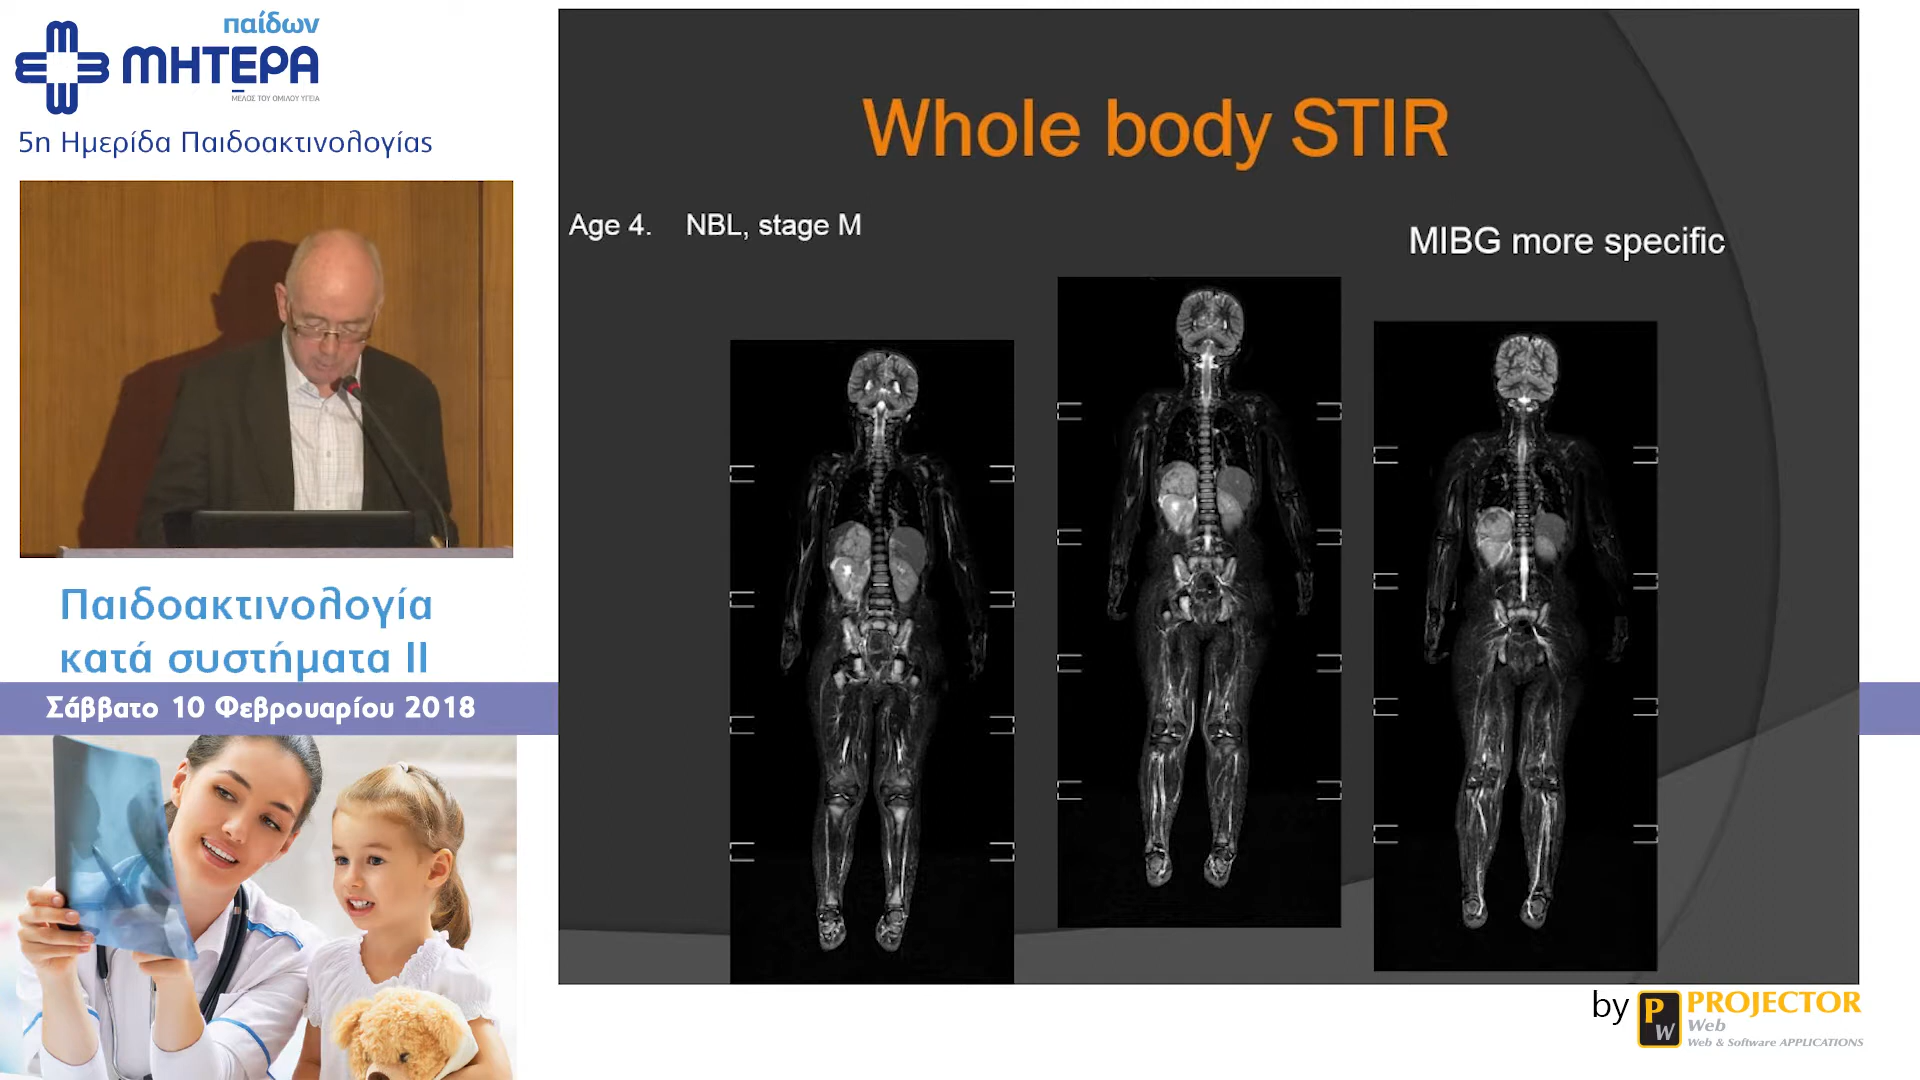 παίδων
ΜΗΤΕΡΑ
ΜΕΛΟΣ ΤΟΥ ΟΜΙΛΟΥ ΥΓΕΙΑ
5η Ημερίδα Παιδοακτινολογίας
Παιδοακτινολογία
κατά συστήματα ΙΙ
Σάββατο 10 Φεβρουαρίου 2018
Whole body STIR
Age 4. NBL, stage M
MIBG more specific
by PW PROJECTOR
Web
Web & Software APPLICATIONS